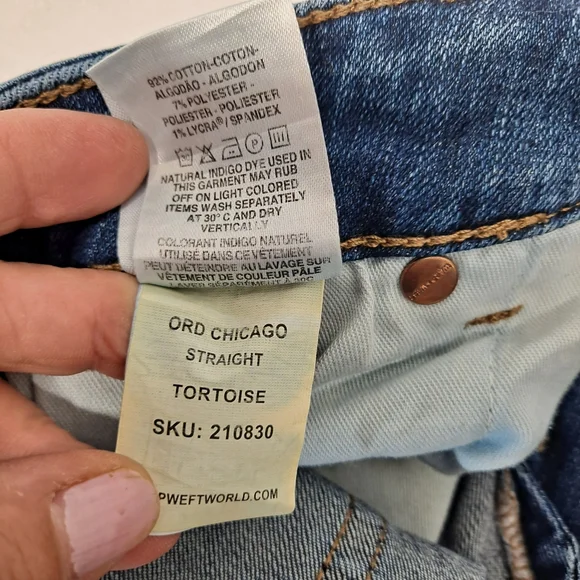 92% COTTON-COTON-
ALGODÃO - ALGODON
7% POLYESTER -
POLIESTER - POLIESTER
1% LYCRA® / SPANDEX
NATURAL INDIGO DYE USED IN
THIS GARMENT MAY RUB
OFF ON LIGHT COLORED
ITEMS WASH SEPARATELY
AT 30° C AND DRY
VERTICALLY
COLORANT INDIGO NATUREL
UTILISÉ DANS CE VÊTEMENT
PEUT DÉTEINDRE AU LAVAGE SUR
VÊTEMENT DE COULEUR PÂLE
LAVER SÉPARÉMENT À 30C
ORD CHICAGO
STRAIGHT
TORTOISE
SKU: 210830
PWEFTWORLD.COM